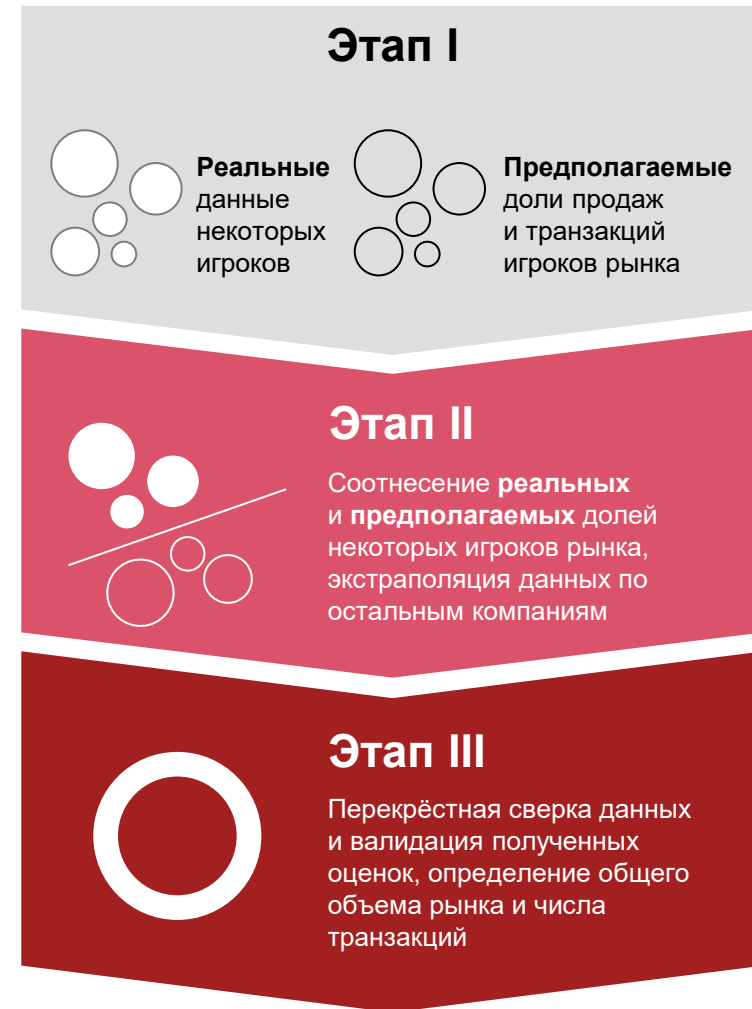 Этап I
Реальные
данные
некоторых
игроков
Предполагаемые
доли продаж
и транзакций
игроков рынка
Этап II
Соотнесение реальных
и предполагаемых долей
некоторых игроков рынка,
экстраполяция данных по
остальным компаниям
Этап III
Перекрёстная сверка данных
и валидация полученных
оценок, определение общего
объема рынка и числа
транзакций